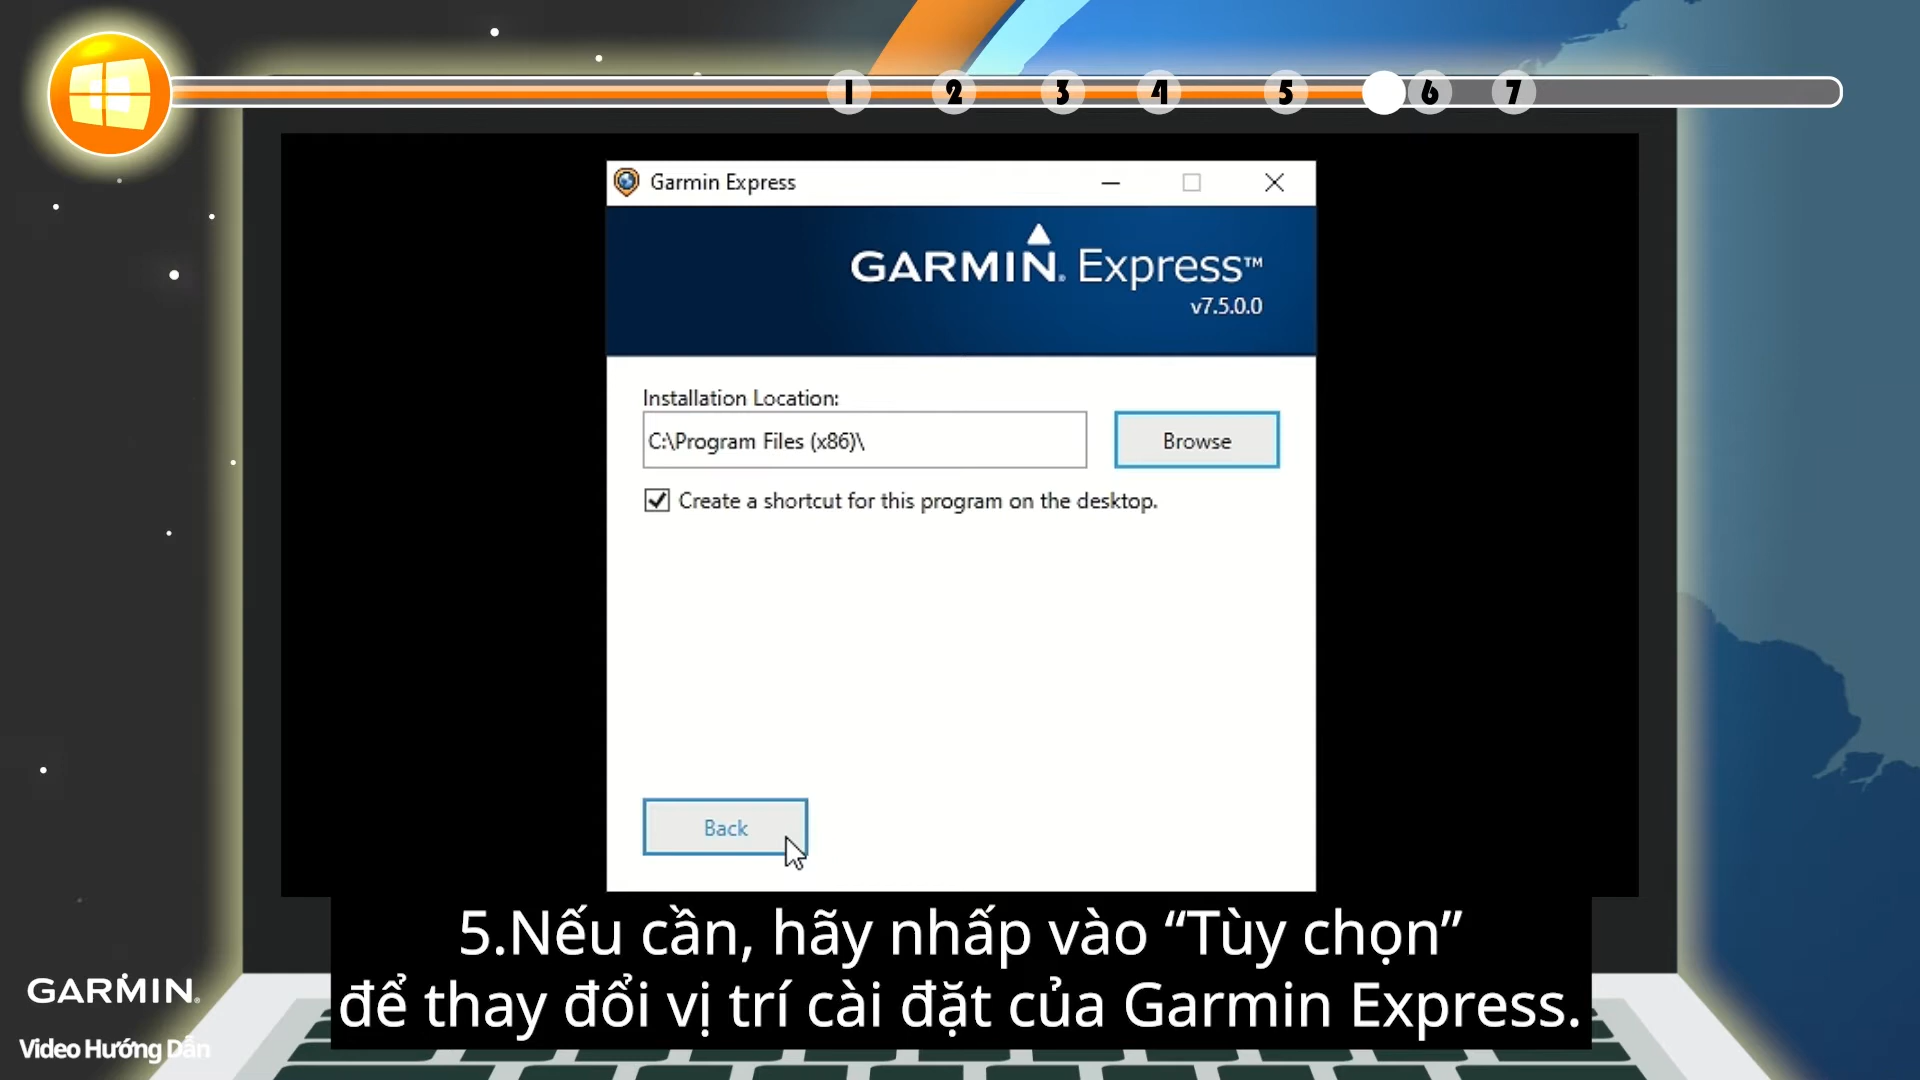 1 2 3 4 5 6 7
Garmin Express
GARMIN. Express™
v7.5.0.0
Installation Location:
C:\Program Files (x86)\
Browse
Create a shortcut for this program on the desktop.
Back
5.Nếu cần, hãy nhấp vào “Tùy chọn”
để thay đổi vị trí cài đặt của Garmin Express.
GARMIN.
Video Hướng Dẫn